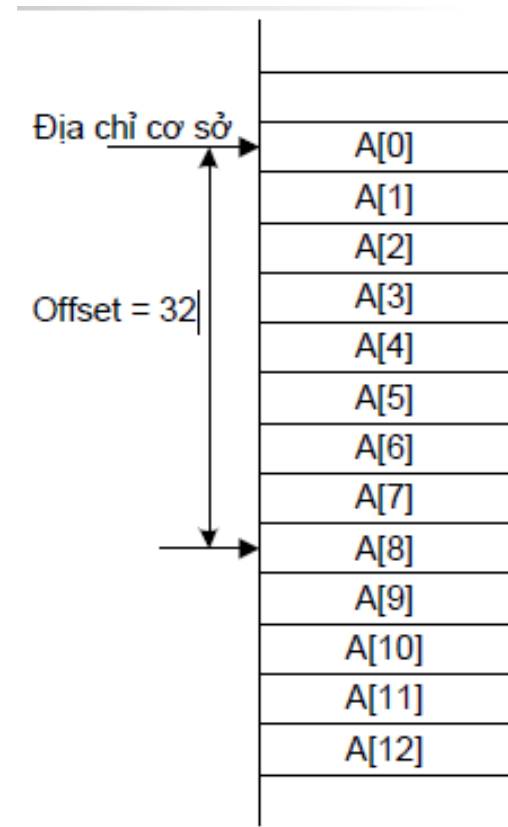 Địa chỉ cơ sở
A[0]
A[1]
A[2]
Offset = 32
A[3]
A[4]
A[5]
A[6]
A[7]
A[8]
A[9]
A[10]
A[11]
A[12]